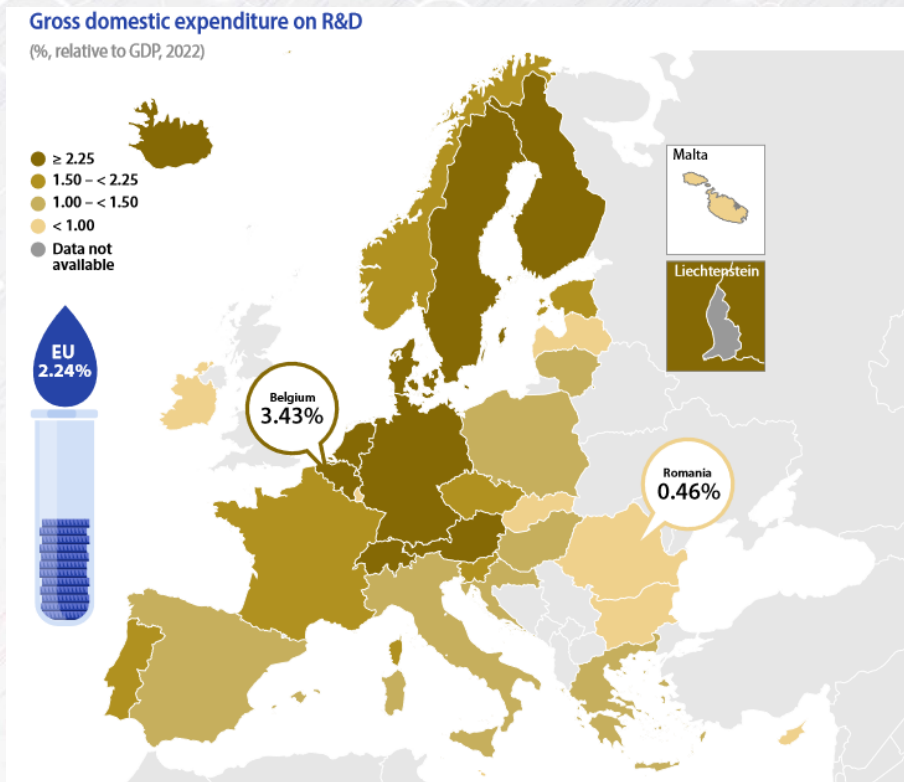 Gross domestic expenditure on R&D
(%, relative to GDP, 2022)
≥ 2.25
1.50 – < 2.25
1.00 – < 1.50
< 1.00
Data not
available
Malta
Liechtenstein
EU
2.24%
Belgium
3.43%
Romania
0.46%